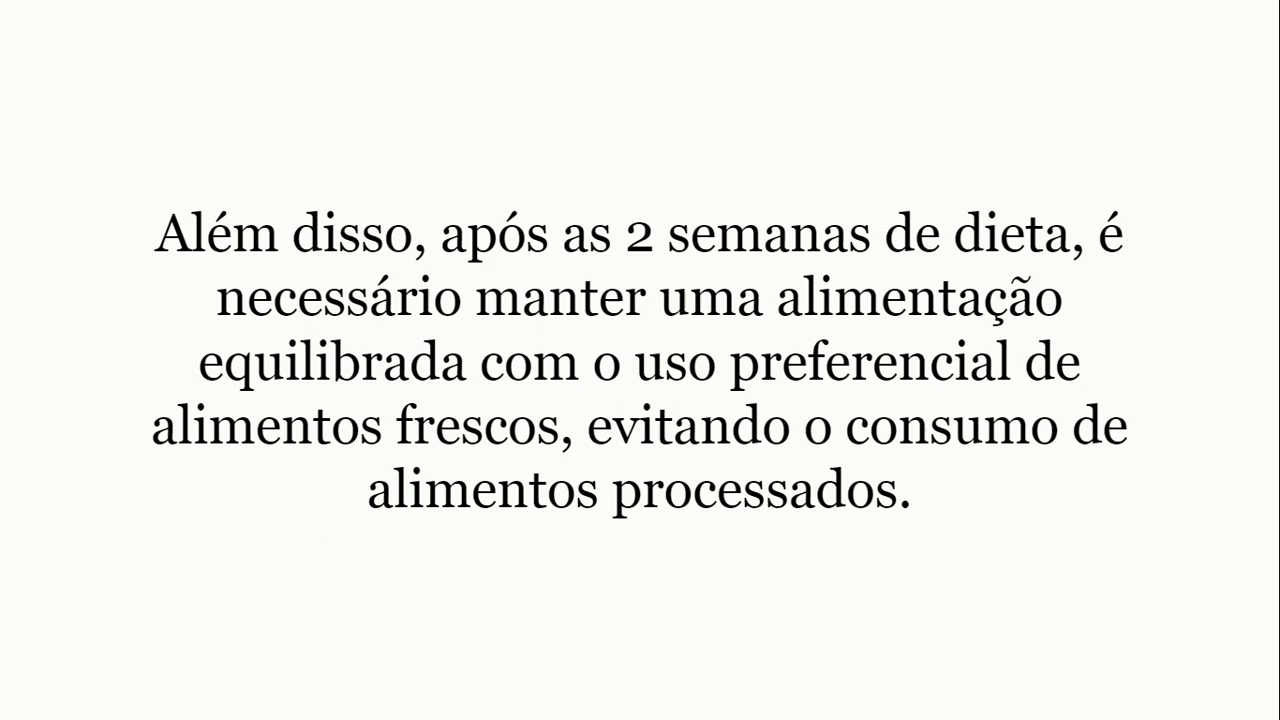 Além disso, após as 2 semanas de dieta, é
necessário manter uma alimentação
equilibrada com o uso preferencial de
alimentos frescos, evitando o consumo de
alimentos processados.